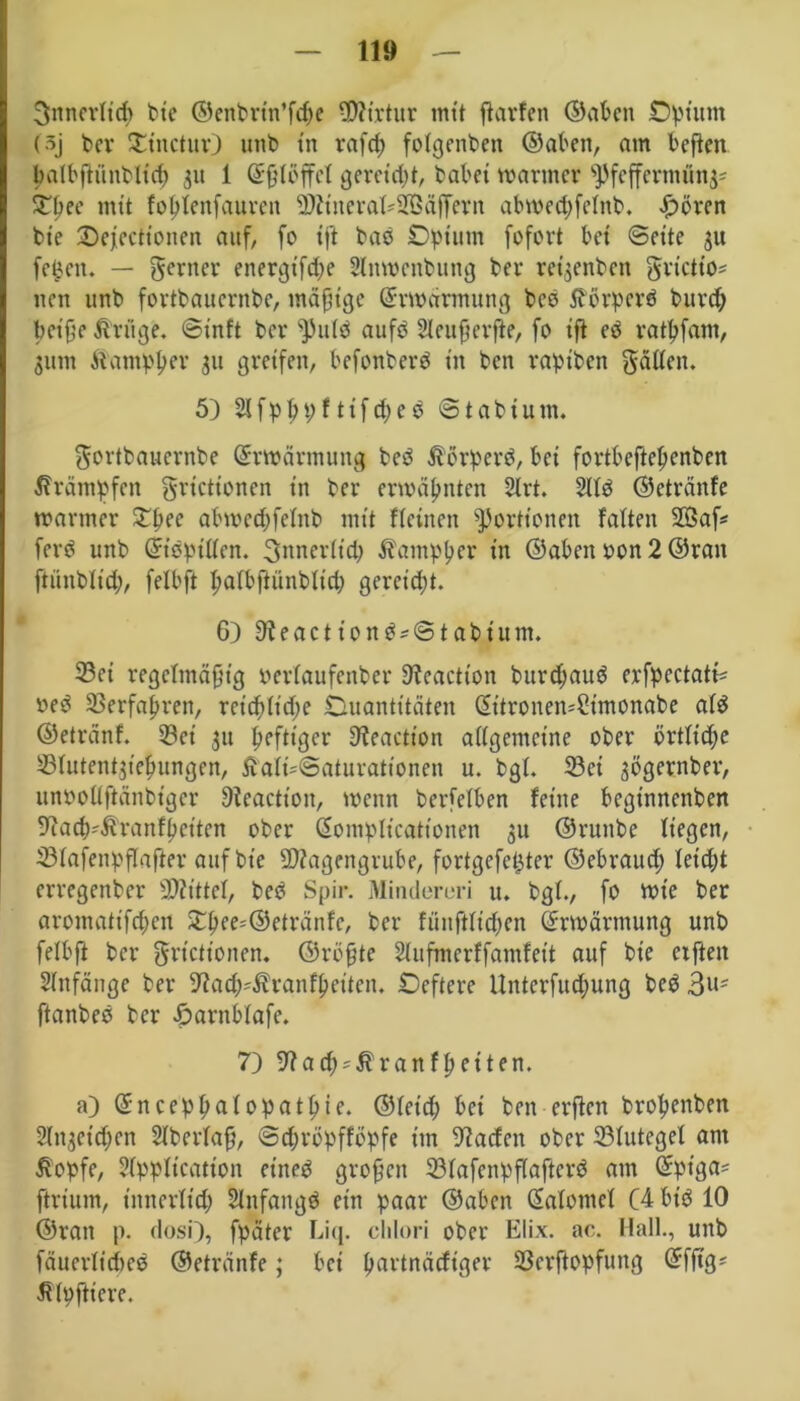 — 119 —
Innerlich die Genbrin’sche Mixtur mit starken Gaben Opium
(ʒj der Tinctur) und in rasch folgenden Gaben, am besten
halbstündlich zu 1 Eßlöffel gereicht, dabei warmer Pfeffermünz-
Thee mit kohlensauren Mineral-Wässern abwechselnd. Hören
die Dejectionen auf, so ist das Opium sofort bei Seite zu
setzen. — Ferner energische Anwendung der reizenden Frictio-
nen und fortdauernde, mäßige Erwärmung des Körpers durch
heiße Krüge. Sinkt der Puls aufs Aeußerste, so ist es rathsam,
zum Kampher zu greifen, besonders in den rapiden Fällen.
5) Asphyktisches Stadium.
Fortdauernde Erwärmung des Körpers, bei fortbestehenden
Krämpfen Frictionen in der erwähnten Art. Als Getränke
warmer Thee abwechselnd mit kleinen Portionen kalten Was-
sers und Eispillen. Innerlich Kampher in Gaben von 2 Gran
stündlich, selbst halbstündlich gereicht.
6) Reactions-Stadium.
Bei regelmäßig verlaufender Reaction durchaus exspectati-
ves Verfahren, reichliche Quantitäten Citronen-Limonade als
Getränk. Bei zu heftiger Reaction allgemeine oder örtliche
Blutentziehungen, Kali-Saturationen u. dgl. Bei zögernder,
unvollständiger Reaction, wenn derselben keine beginnenden
Nach-Krankheiten oder Complicationen zu Grunde liegen,
Blasenpflaster auf die Magengrube, fortgesetzter Gebrauch leicht
erregender Mittel, des Spir. Mindereri u. dgl., so wie der
aromatischen Thee-Getränke, der künstlichen Erwärmung und
selbst der Frictionen. Größte Aufmerksamkeit auf die ersten
Anfänge der Nach-Krankheiten. Oeftere Untersuchung des Zu-
standes der Harnblase.
7) Nach-Krankheiten.
a) Encephalopathie. Gleich bei den ersten drohenden
Anzeichen Aderlaß, Schröpfköpfe im Nacken oder Blutegel am
Kopfe, Application eines großen Blasenpflasters am Epiga-
strium, innerlich Anfangs ein paar Gaben Calomel (4 bis 10
Gran p. dosi), später Liq. chlori oder Elix. ac. Hall., und
säuerliches Getränke; bei hartnäckiger Verstopfung Essig-
Klystiere.